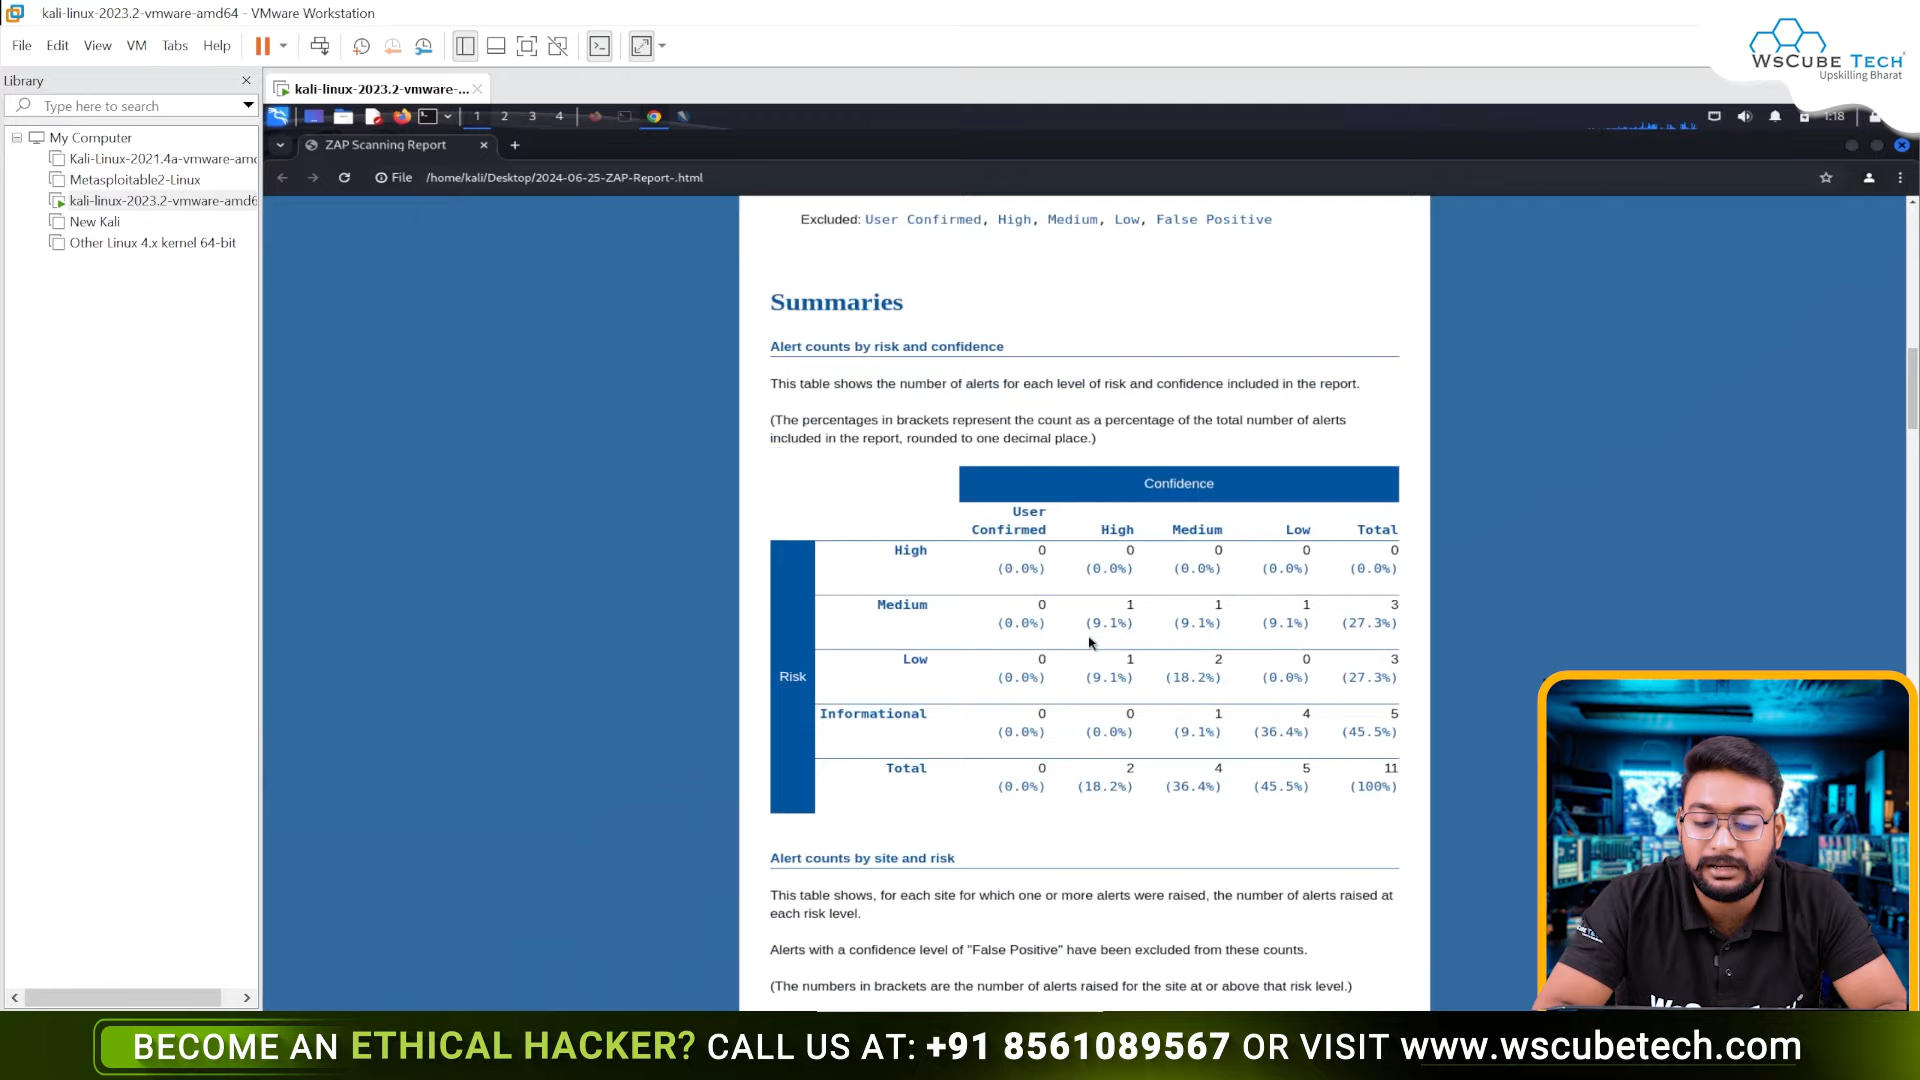 kali-linux-2023.2-vmware-amd64 - VMware Workstation
File Edit View VM Tabs Help
WsCube Tech
Upskilling Bharat
Library
Type here to search
My Computer
Kali-Linux-2021.4a-vmware-amd
Metasploitable2-Linux
kali-linux-2023.2-vmware-amd6
New Kali
Other Linux 4.x kernel 64-bit
kali-linux-2023.2-vmware-...
1 2 3 4
1:18
ZAP Scanning Report
File /home/kali/Desktop/2024-06-25-ZAP-Report-.html
Excluded: User Confirmed, High, Medium, Low, False Positive
Summaries
Alert counts by risk and confidence
This table shows the number of alerts for each level of risk and confidence included in the report.
(The percentages in brackets represent the count as a percentage of the total number of alerts
included in the report, rounded to one decimal place.)
Confidence
User
Confirmed High Medium Low Total
High 0 0 0 0 0
(0.0%) (0.0%) (0.0%) (0.0%) (0.0%)
Medium 0 1 1 1 3
(0.0%) (9.1%) (9.1%) (9.1%) (27.3%)
Low 0 1 2 0 3
Risk (0.0%) (9.1%) (18.2%) (0.0%) (27.3%)
Informational 0 0 1 4 5
(0.0%) (0.0%) (9.1%) (36.4%) (45.5%)
Total 0 2 4 5 11
(0.0%) (18.2%) (36.4%) (45.5%) (100%)
Alert counts by site and risk
This table shows, for each site for which one or more alerts were raised, the number of alerts raised at
each risk level.
Alerts with a confidence level of "False Positive" have been excluded from these counts.
(The numbers in brackets are the number of alerts raised for the site at or above that risk level.)
BECOME AN ETHICAL HACKER? CALL US AT: +91 8561089567 OR VISIT www.wscubetech.com